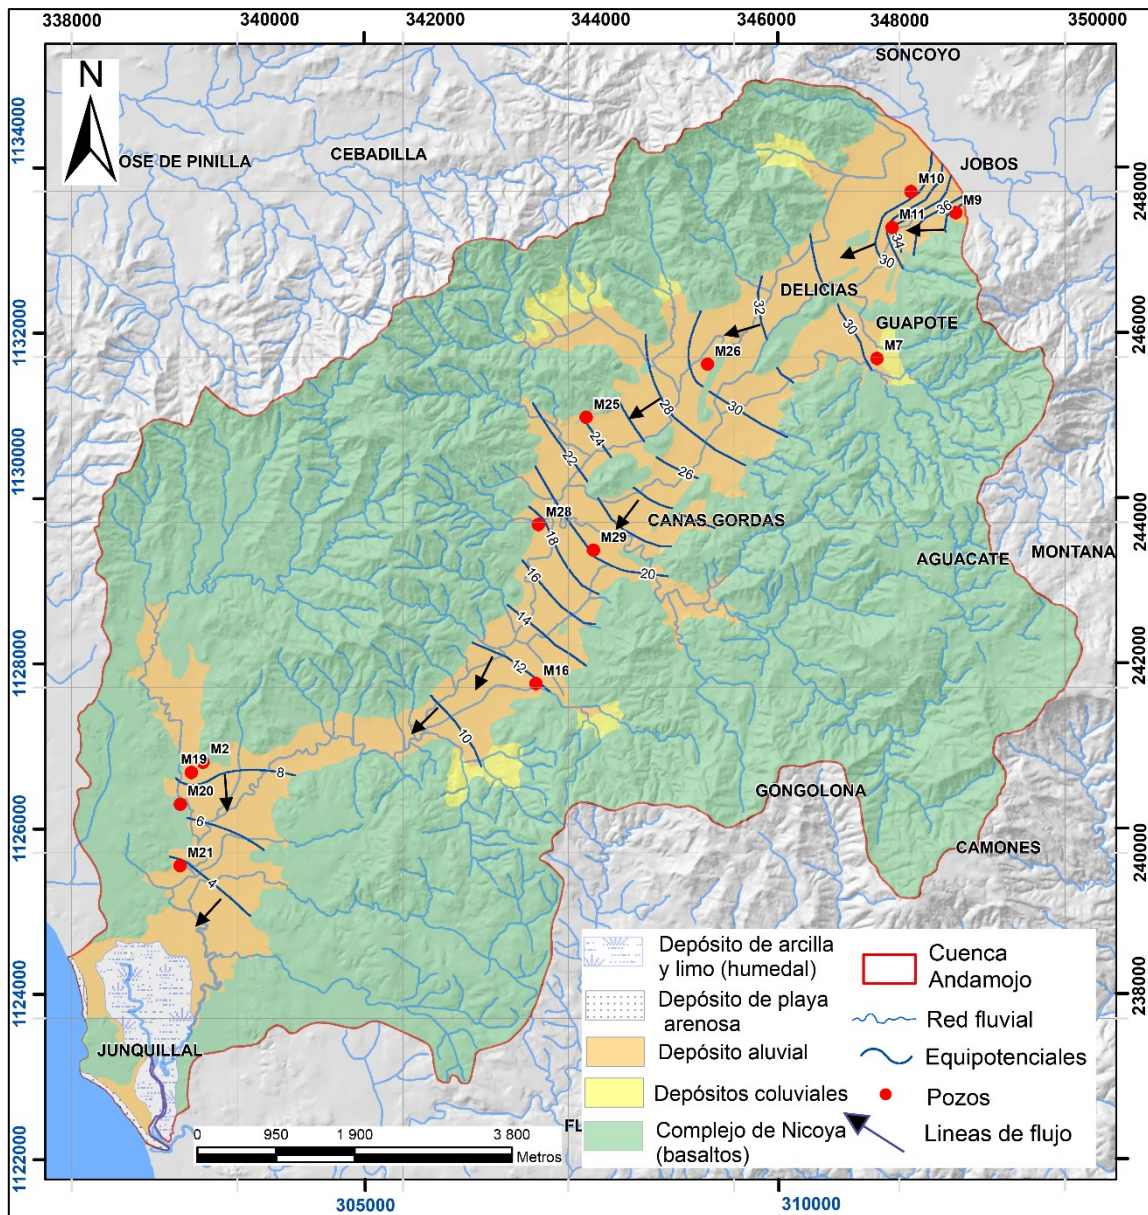 338000 340000 342000 344000 346000 348000 350000
SONCOYO
N
1134000
OSE DE PINILLA
CEBADILLA
JOBOS
M10
248000
M9
36
M11
34
30
DELICIAS
32
GUAPOTE
30
1132000
246000
M7
M26
28
30
M25
24
22
26
1130000
M28
CANAS GORDAS
244000
18
M29
AGUACATE
MONTANA
16
20
14
1128000
12
M16
242000
10
M19
M2
8
M20
GONGOLONA
6
1126000
M21
CAMONES
240000
4
Depósito de arcilla
y limo (humedal)
Cuenca
Andamojo
1124000
Depósito de playa
arenosa
Red fluvial
238000
JUNQUILLAL
Depósito aluvial
Equipotenciales
Depósitos coluviales
Pozos
FL
0 950 1 900 3 800
Metros
Complejo de Nicoya
(basaltos)
Lineas de flujo
1122000
305000 310000